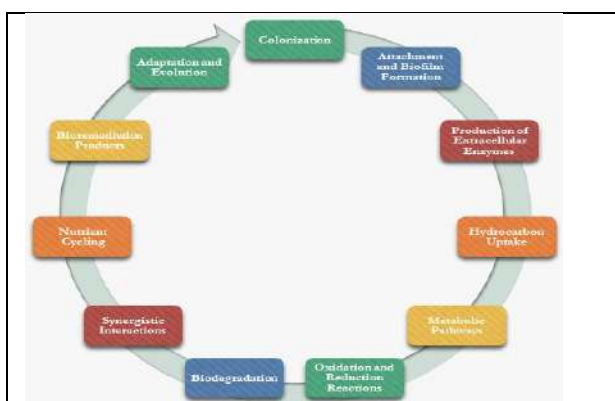 Colonization
Attachment
and Biofilm
Formation
Production of
Extracellular
Enzymes
Hydrocarbon
Uptake
Metabolic
Pathways
Oxidation and
Reduction
Reactions
Biodegradation
Synergistic
Interactions
Nutrient
Cycling
Bioremediation
Products
Adaptation and
Evolution